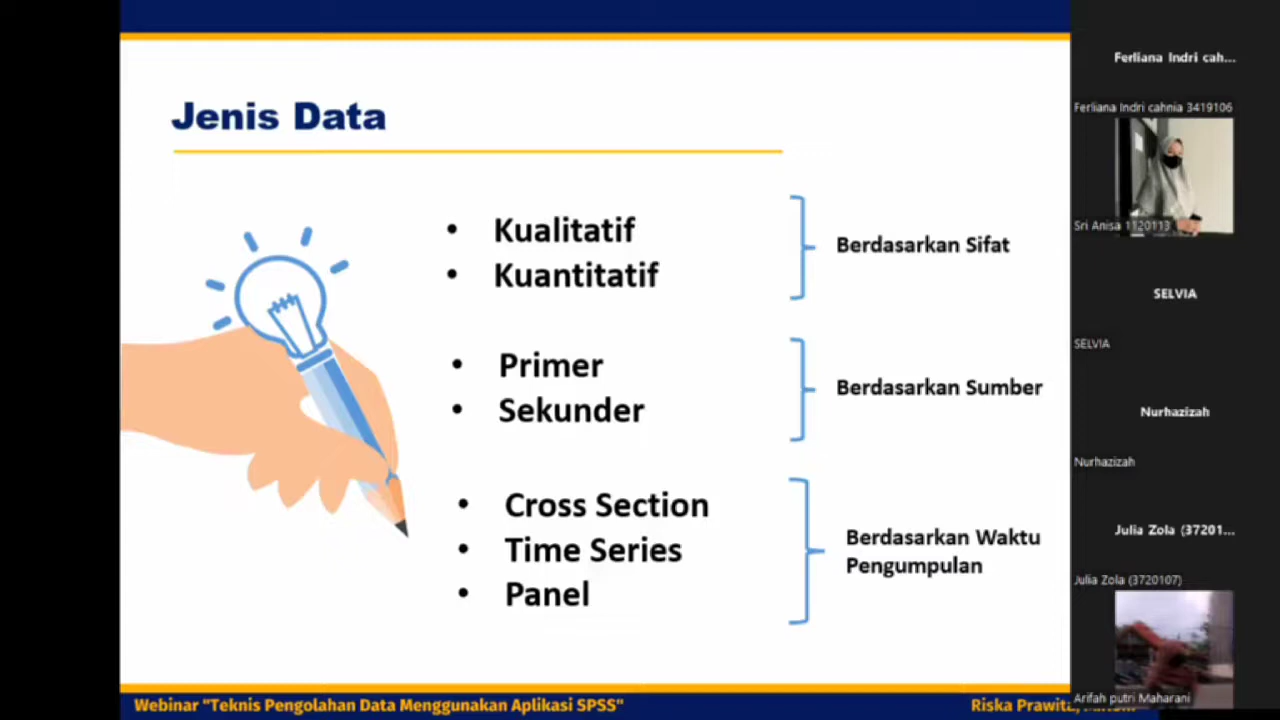 Jenis Data
• Kualitatif
• Kuantitatif
Berdasarkan Sifat
• Primer
• Sekunder
Berdasarkan Sumber
• Cross Section
• Time Series
• Panel
Berdasarkan Waktu
Pengumpulan
Webinar "Teknis Pengolahan Data Menggunakan Aplikasi SPSS"
Riska
Ferliana Indri cah...
Ferliana Indri cahnia 3419106
Sri Anisa 1120113
SELVIA
SELVIA
Nurhazizah
Nurhazizah
Julia Zola (37201...
Julia Zola (3720107)
Arifah putri Maharani